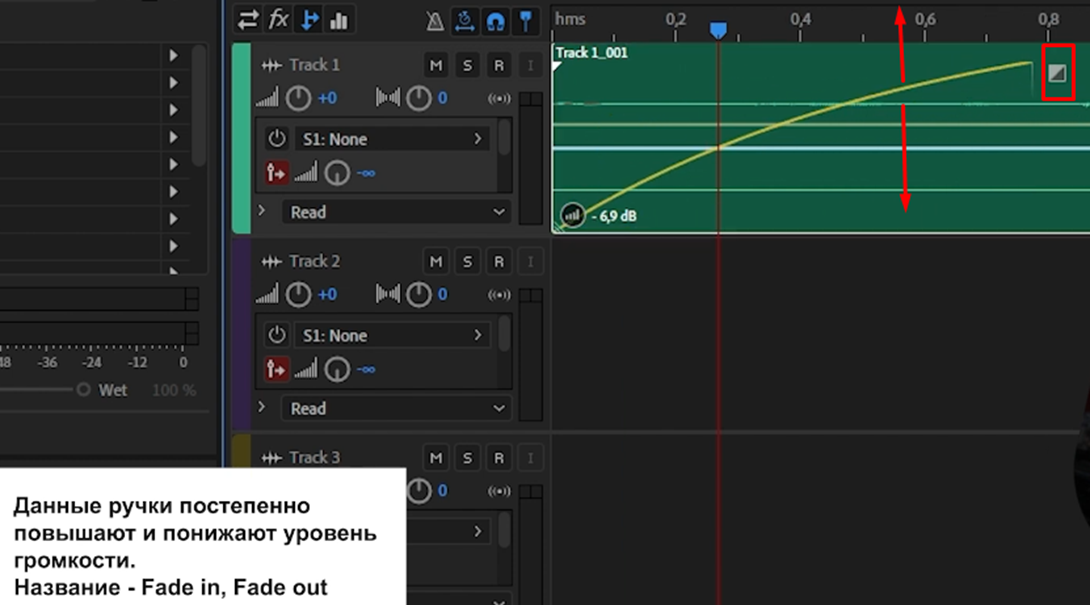 fx
hms 0,2 0,4 0,6 0,8
Track 1_001
Track 1 M S R I
+0 0
S1: None
-∞
Read
- 6,9 dB
Track 2 M S R I
+0 0
S1: None
-∞
Read
48 -36 -24 -12 0
Wet 100 %
Track 3 M S R I
0
Данные ручки постепенно
повышают и понижают уровень
громкости.
Название - Fade in, Fade out